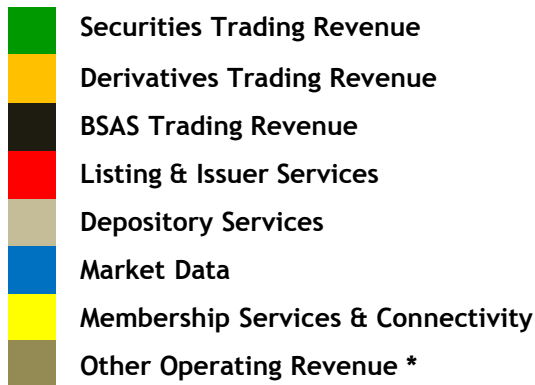 Securities Trading Revenue
Derivatives Trading Revenue
BSAS Trading Revenue
Listing & Issuer Services
Depository Services
Market Data
Membership Services & Connectivity
Other Operating Revenue *